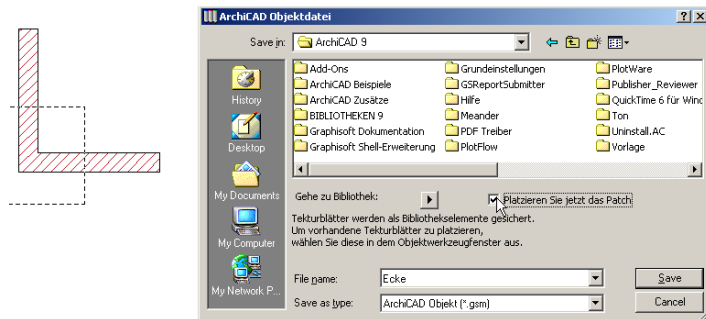 ArchiCAD Objektdatei
Save in: ArchiCAD 9
History
Desktop
My Documents
My Computer
My Network P...
Add-Ons
ArchiCAD Beispiele
ArchiCAD Zusätze
BIBLIOTHEKEN 9
Graphisoft Dokumentation
Graphisoft Shell-Erweiterung
Grundeinstellungen
GSReportSubmitter
Hilfe
Meander
PDF Treiber
PlotFlow
PlotWare
Publisher_Reviewer
QuickTime 6 für Winc
Ton
Uninstall.AC
Vorlage
Gehe zu Bibliothek:
Platzieren Sie jetzt das Patch
Tekturblätter werden als Bibliothekselemente gesichert.
Um vorhandene Tekturblätter zu platzieren,
wählen Sie diese in dem Objektwerkzeugfenster aus.
File name: Ecke
Save
Save as type: ArchiCAD Objekt (*.gsm)
Cancel